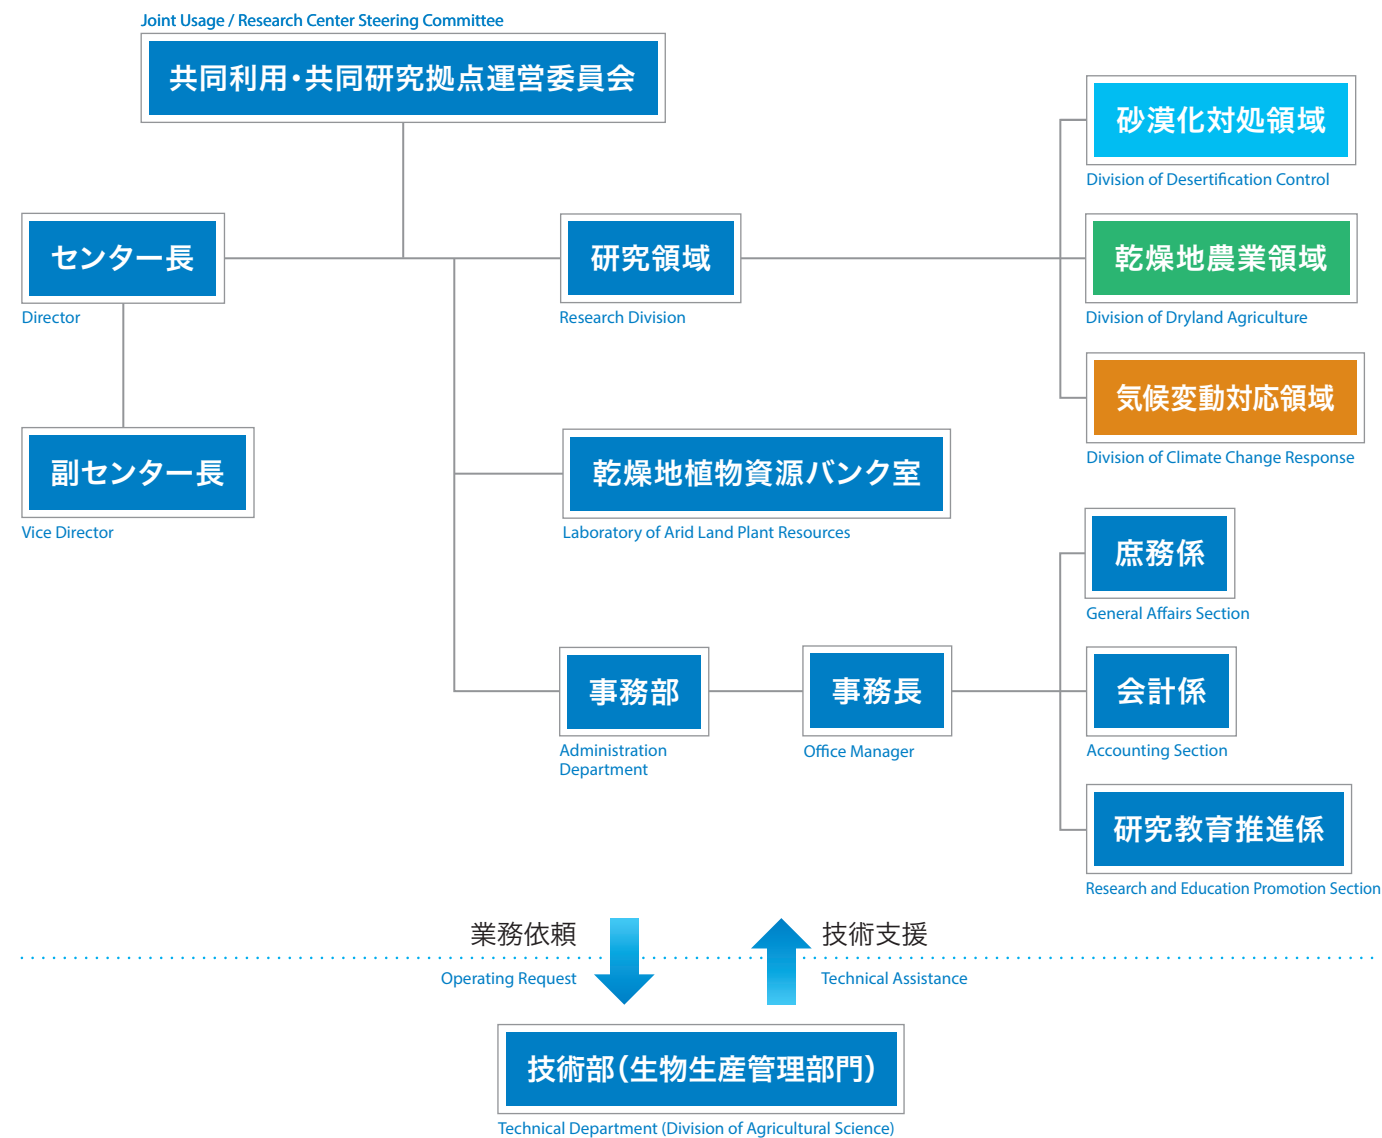 Joint Usage / Research Center Steering Committee
共同利用・共同研究拠点運営委員会
砂漠化対処領域
Division of Desertification Control
センター長
Director
研究領域
Research Division
乾燥地農業領域
Division of Dryland Agriculture
気候変動対応領域
Division of Climate Change Response
副センター長
Vice Director
乾燥地植物資源バンク室
Laboratory of Arid Land Plant Resources
庶務係
General Affairs Section
事務部
Administration
Department
事務長
Office Manager
会計係
Accounting Section
研究教育推進係
Research and Education Promotion Section
業務依頼
Operating Request
技術支援
Technical Assistance
技術部(生物生産管理部門)
Technical Department (Division of Agricultural Science)